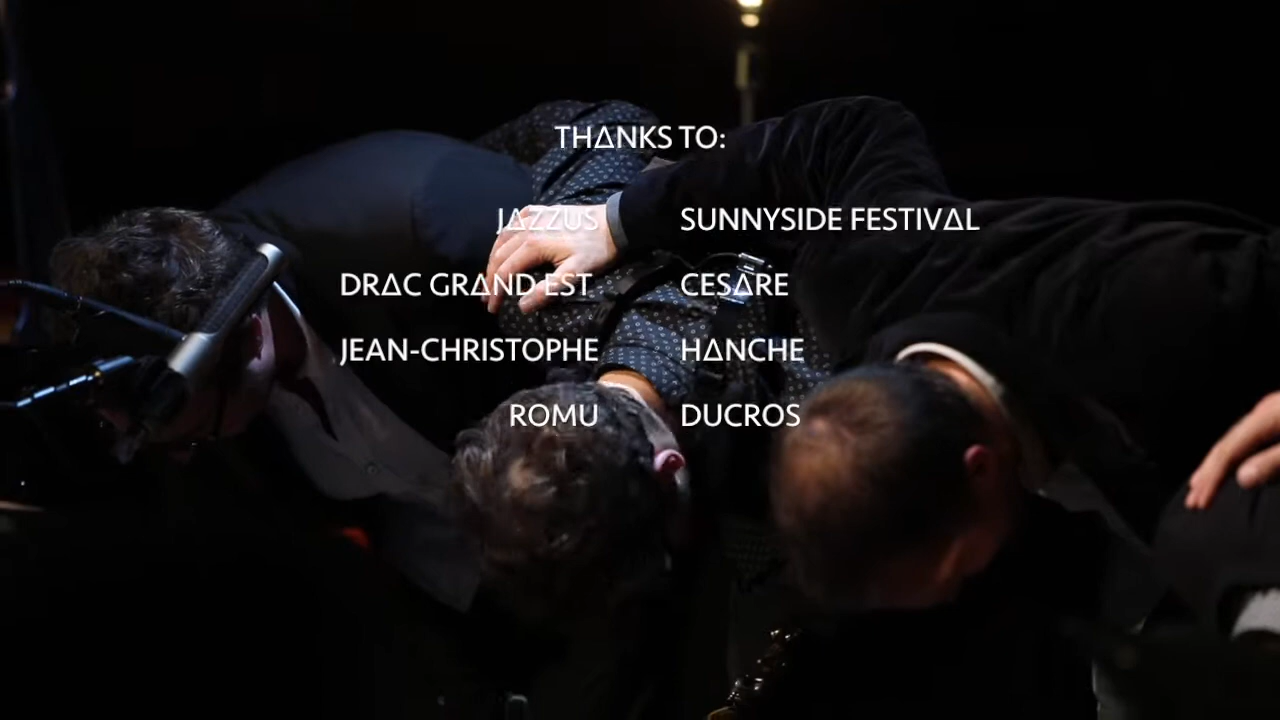 THANKS TO:
JAZZUS SUNNYSIDE FESTIVAL
DRAC GRAND EST CESARE
JEAN-CHRISTOPHE HANCHE
ROMU DUCROS